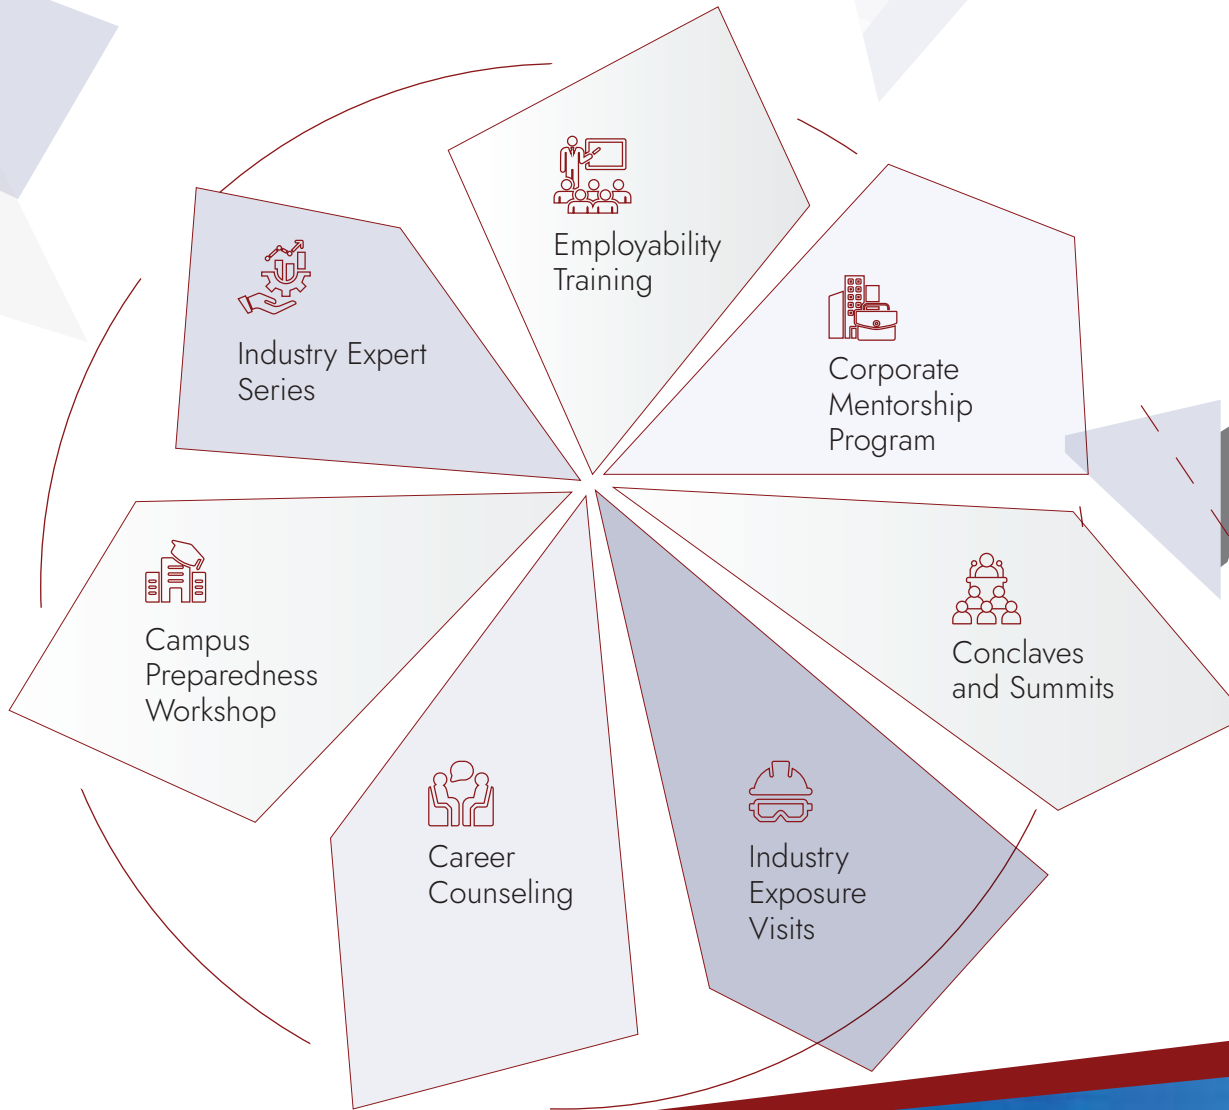 Employability
Training
Corporate
Mentorship
Program
Conclaves
and Summits
Industry
Exposure
Visits
Career
Counseling
Campus
Preparedness
Workshop
Industry Expert
Series